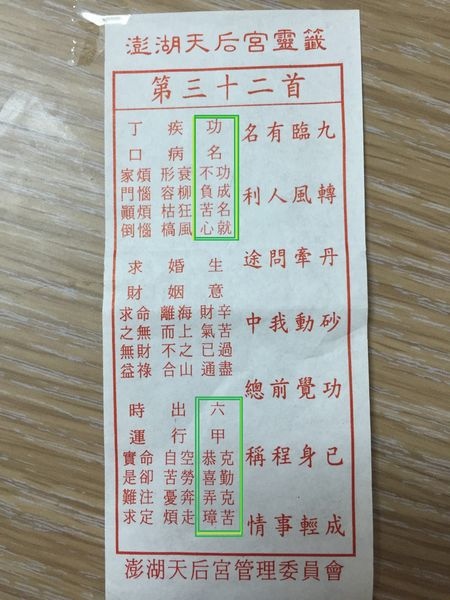 澎湖天后宮靈籤
第三十二首
九轉丹砂功已成
臨風牽動覺身輕
有人問我前程事
名利途中總稱情
功名
功成名就
不負苦心
疾病
衰柳狂風
形容枯槁
丁口
煩惱煩惱
家門顚倒
生意
辛苦過盡
財氣已通
婚姻
海上之山
離而不合
求財
命無財祿
求之無益
六甲
克勤克苦
恭喜弄璋
出行
空勞奔走
自苦憂煩
時運
命卻注定
實是難求
澎湖天后宮管理委員會